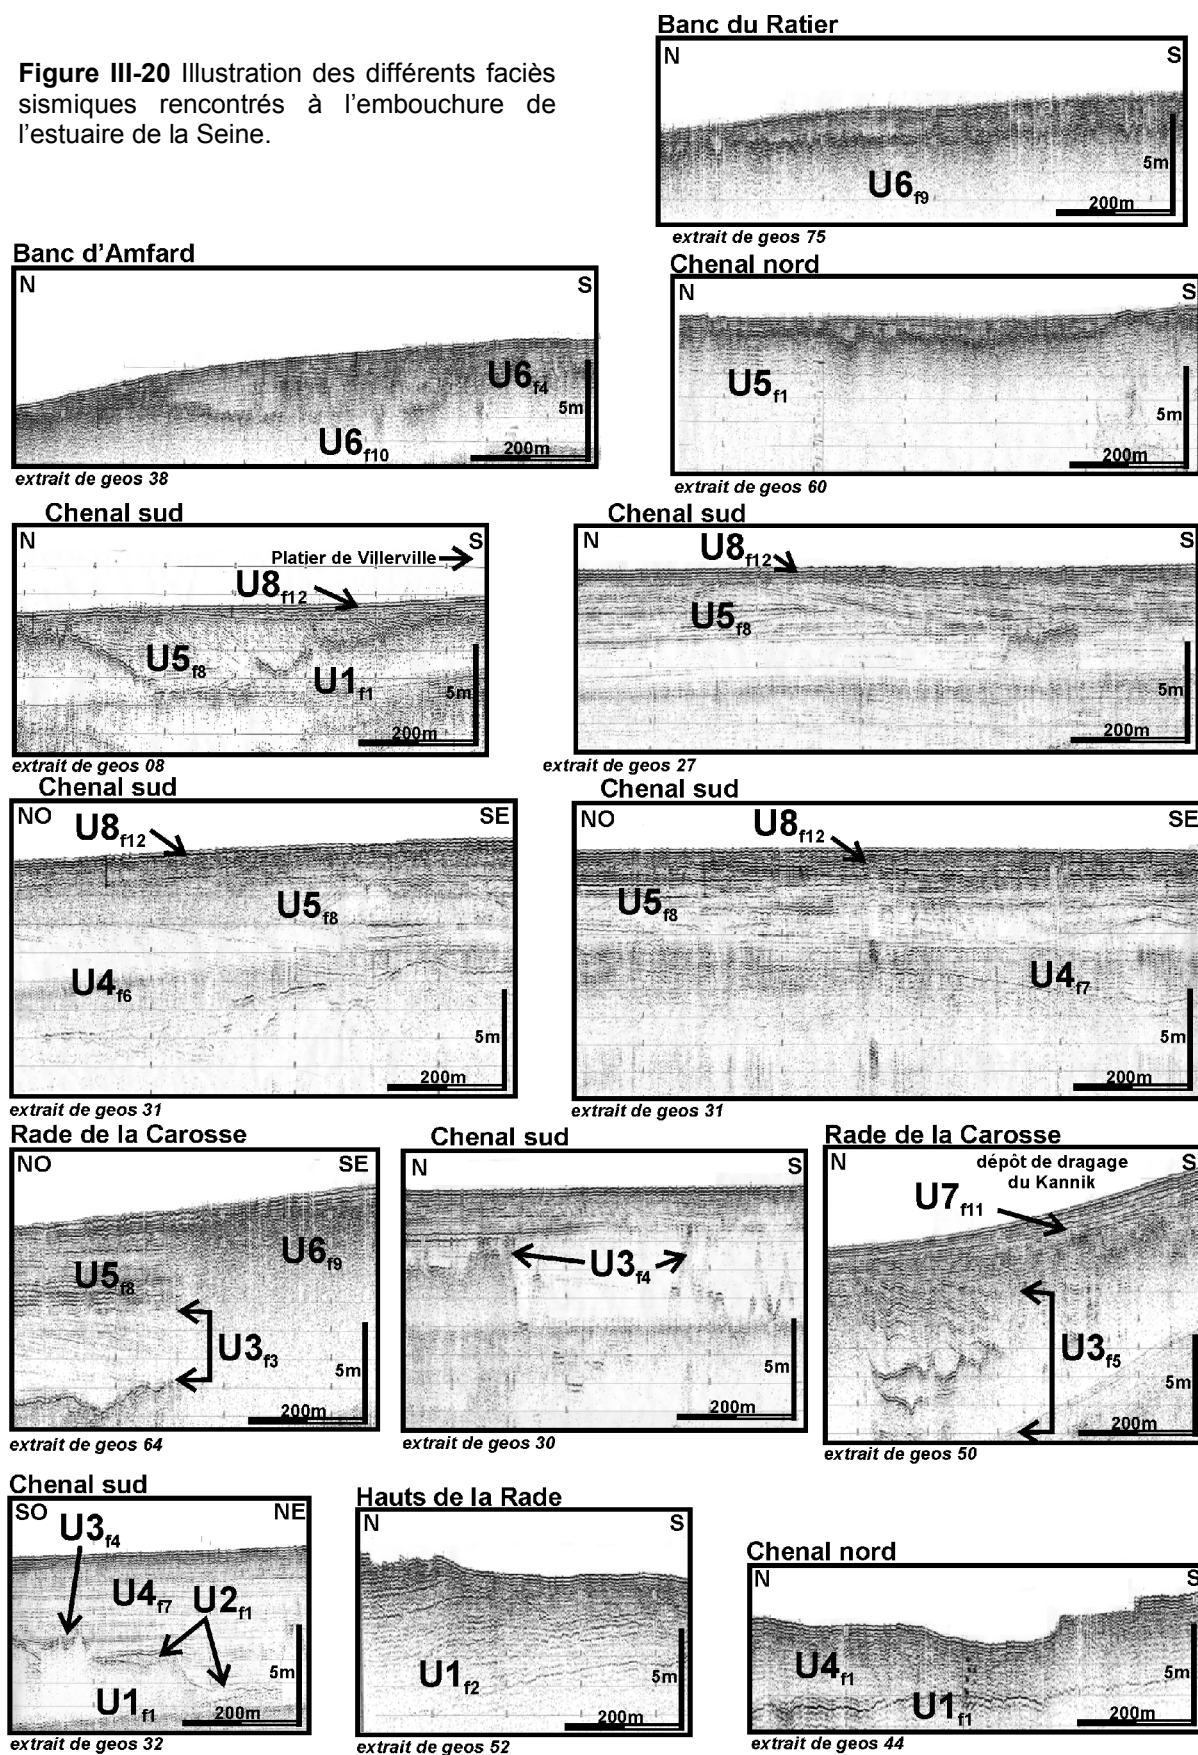 Figure III-20 Illustration des différents faciès
sismiques rencontrés à l'embouchure de
l'estuaire de la Seine.
Banc du Ratier
N S
U6f9
5m
200m
extrait de geos 75
Banc d'Amfard
N S
U6f4
5m
U6f10
200m
extrait de geos 38
Chenal nord
N S
U5f1
5m
200m
extrait de geos 60
Chenal sud
N S
Platier de Villerville
U8f12
U5f8
U1f1
5m
200m
extrait de geos 08
Chenal sud
N S
U8f12
U5f8
5m
200m
extrait de geos 27
Chenal sud
NO SE
U8f12
U5f8
U4f6
5m
200m
extrait de geos 31
Chenal sud
NO SE
U8f12
U5f8
U4f7
5m
200m
extrait de geos 31
Rade de la Carosse
NO SE
U6f9
U5f8
U3f3
5m
200m
extrait de geos 64
Chenal sud
N S
U3f4
5m
200m
extrait de geos 30
Rade de la Carosse
N S
dépôt de dragage
du Kannik
U7f11
U3f5
5m
200m
extrait de geos 50
Chenal sud
SO NE
U3f4
U4f7 U2f1
5m
U1f1
200m
extrait de geos 32
Hauts de la Rade
N S
U1f2
5m
200m
extrait de geos 52
Chenal nord
N S
U4f1
5m
U1f1
200m
extrait de geos 44